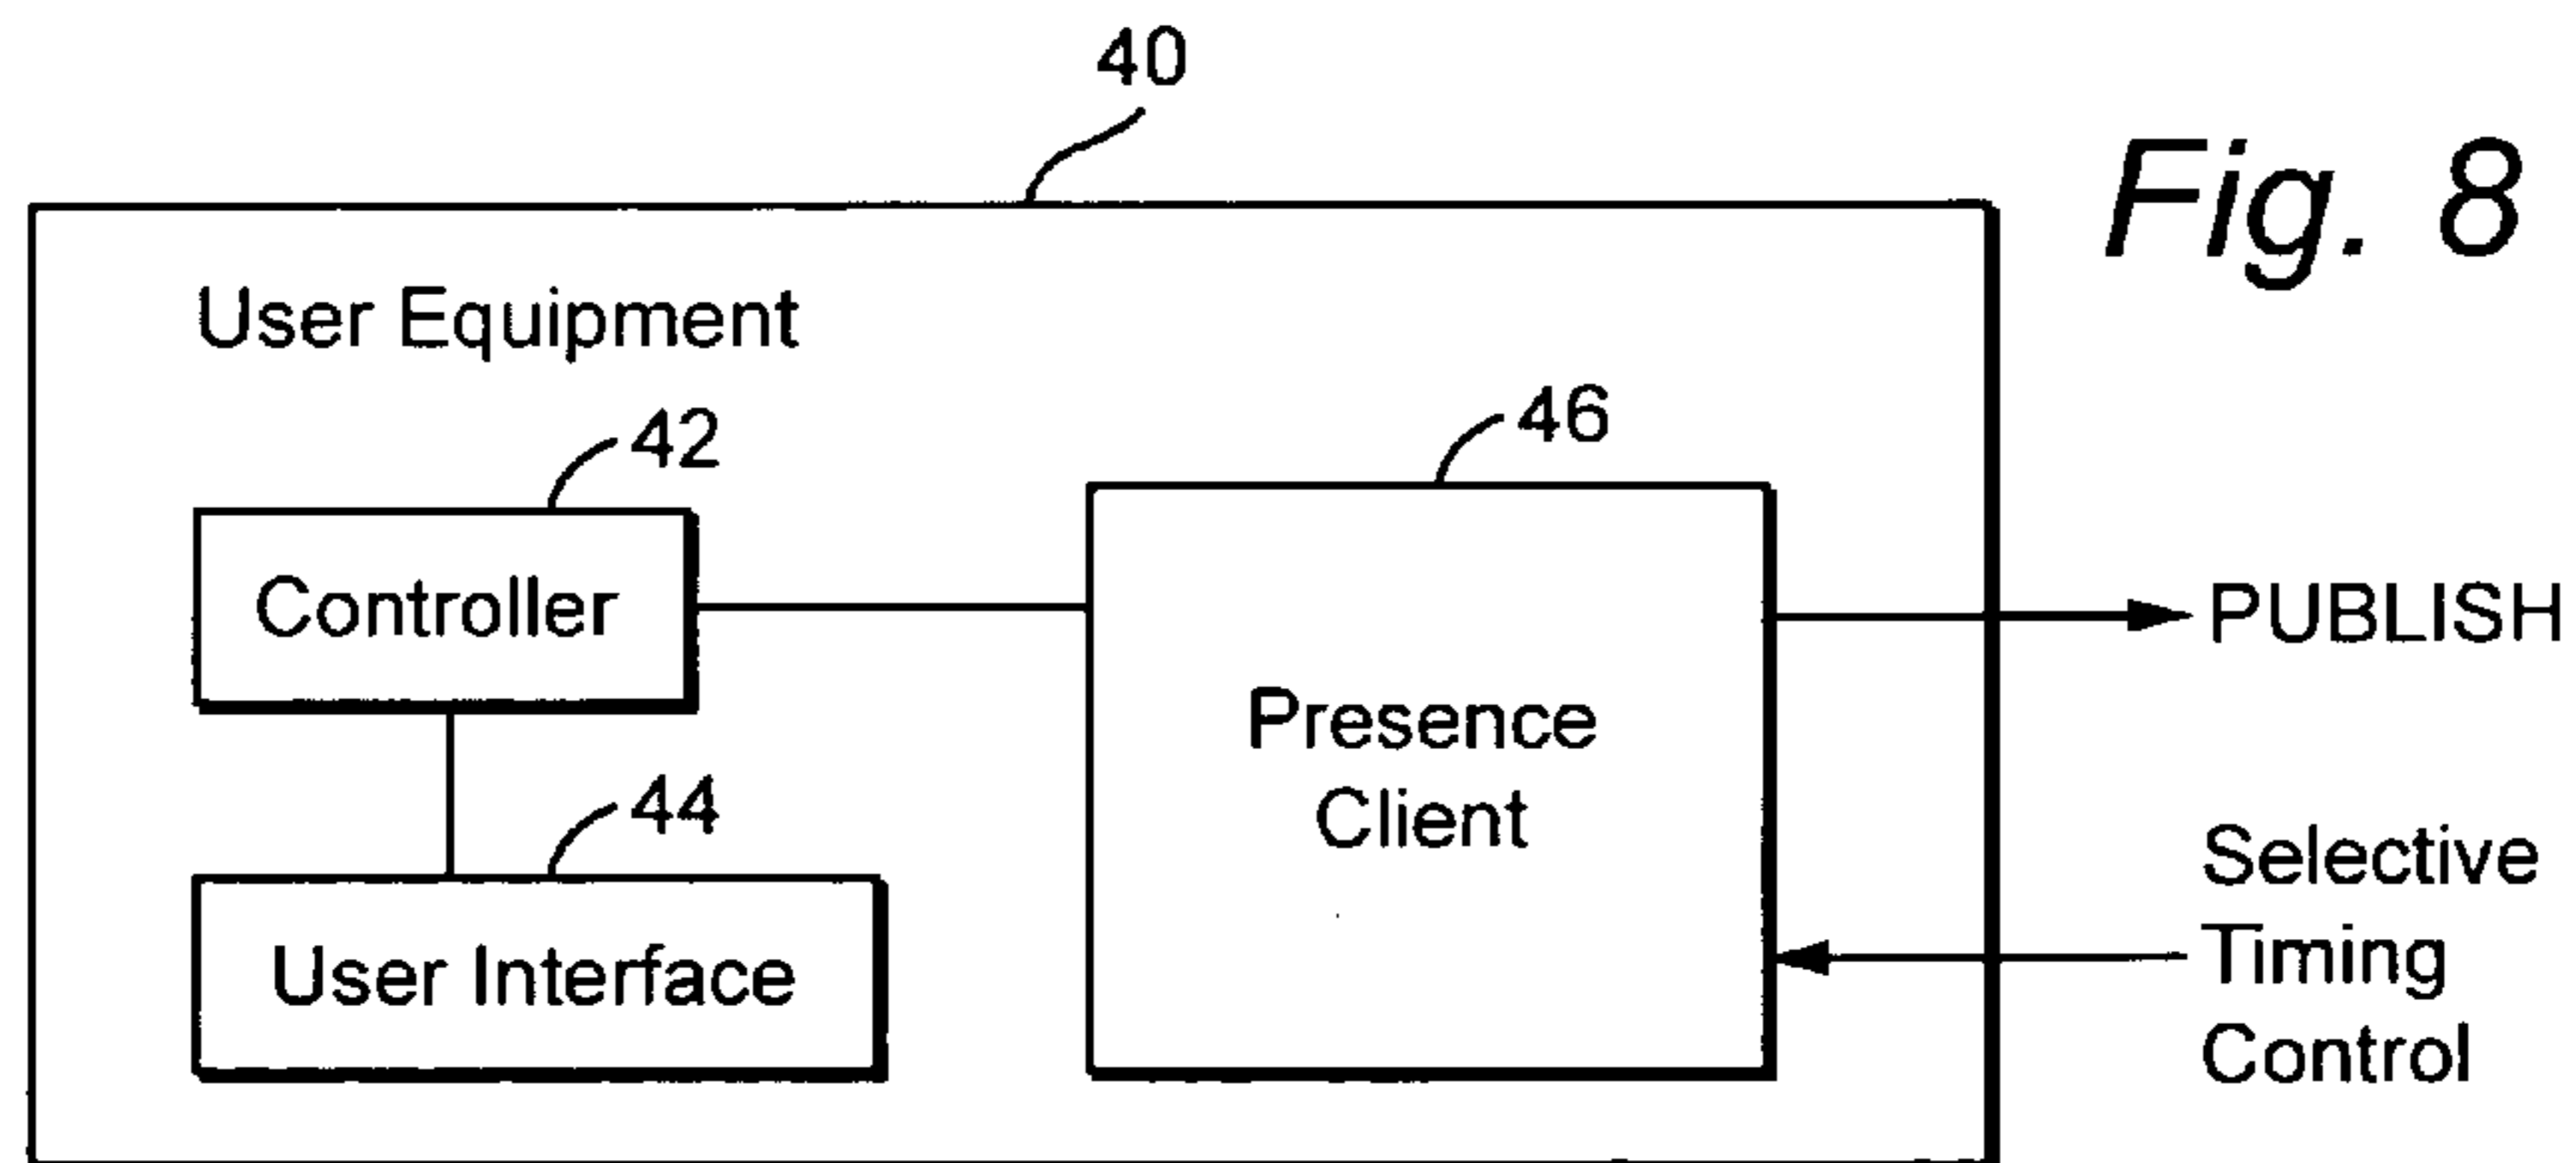 40
Fig. 8
User Equipment
42
46
Controller
PUBLISH
Presence
Client
44
User Interface
Selective
Timing
Control